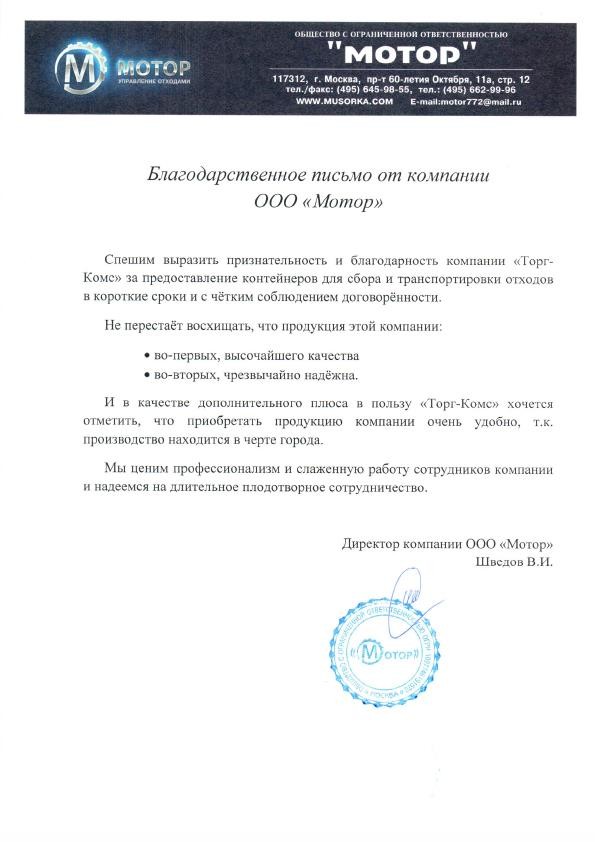 МОТОР
УПРАВЛЕНИЕ ОТХОДАМИ
ОБЩЕСТВО С ОГРАНИЧЕННОЙ ОТВЕТСТВЕННОСТЬЮ
"МОТОР"
117312, г. Москва, пр-т 60-летия Октября, 11а, стр. 12
тел./факс: (495) 645-98-55, тел.: (495) 662-99-96
WWW.MUSORKA.COM E-mail:motor772@mail.ru
Благодарственное письмо от компании
ООО «Мотор»
Спешим выразить признательность и благодарность компании «Торг-
Комс» за предоставление контейнеров для сбора и транспортировки отходов
в короткие сроки и с чётким соблюдением договорённости.
Не перестаёт восхищать, что продукция этой компании:
• во-первых, высочайшего качества
• во-вторых, чрезвычайно надёжна.
И в качестве дополнительного плюса в пользу «Торг-Комс» хочется
отметить, что приобретать продукцию компании очень удобно, т.к.
производство находится в черте города.
Мы ценим профессионализм и слаженную работу сотрудников компании
и надеемся на длительное плодотворное сотрудничество.
Директор компании ООО «Мотор»
Шведов В.И.
ОБЩЕСТВО С ОГРАНИЧЕННОЙ ОТВЕТСТВЕННОСТЬЮ ОГРН
«МОТОР»
МОСКВА